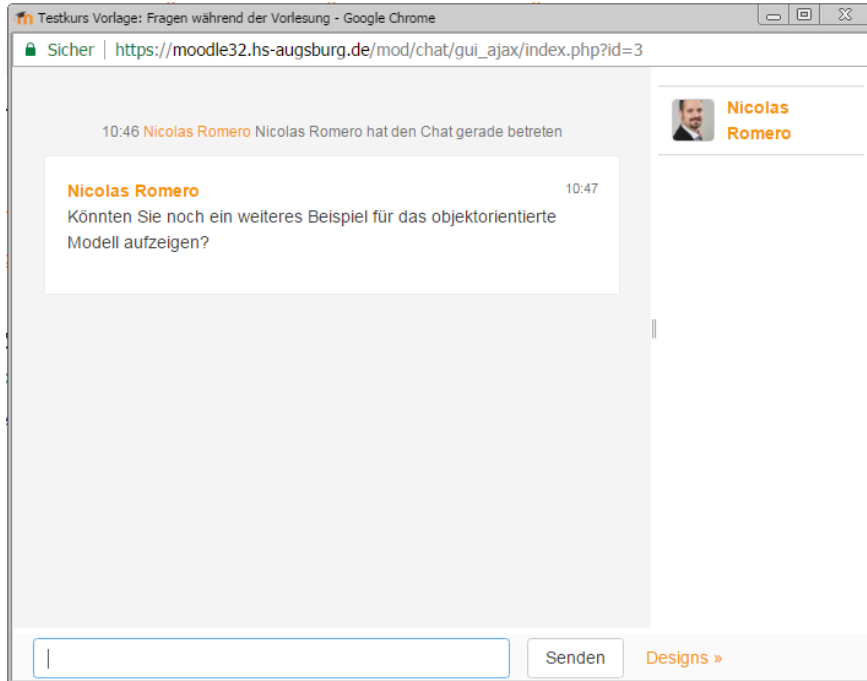 Testkurs Vorlage: Fragen während der Vorlesung - Google Chrome
Sicher | https://moodle32.hs-augsburg.de/mod/chat/gui_ajax/index.php?id=3
10:46 Nicolas Romero Nicolas Romero hat den Chat gerade betreten
Nicolas Romero 10:47
Könnten Sie noch ein weiteres Beispiel für das objektorientierte
Modell aufzeigen?
Nicolas
Romero
Senden
Designs »